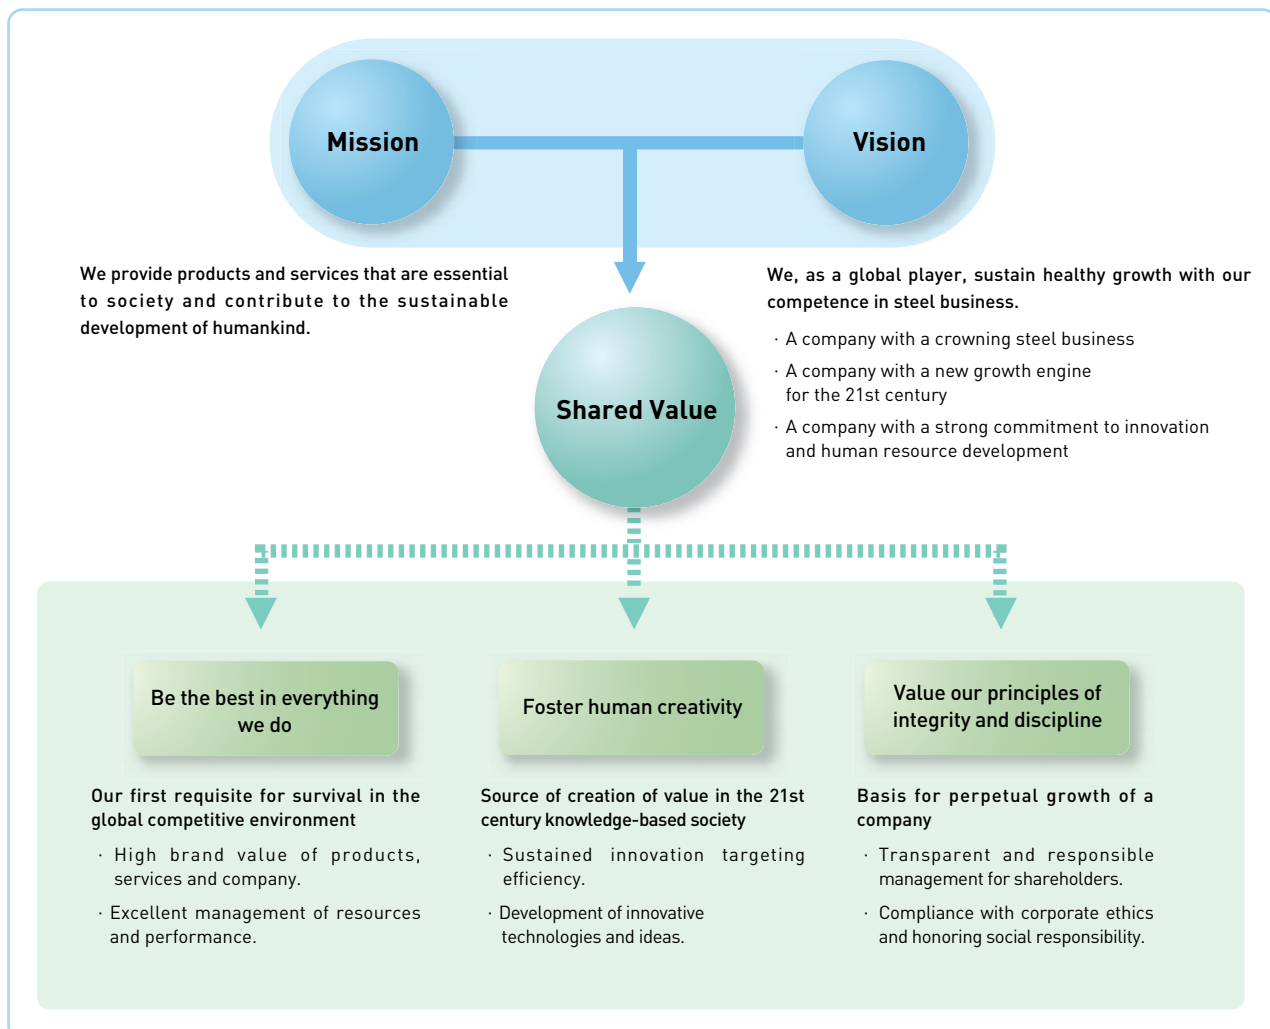 Mission
Vision
We provide products and services that are essential
to society and contribute to the sustainable
development of humankind.
We, as a global player, sustain healthy growth with our
competence in steel business.
· A company with a crowning steel business
· A company with a new growth engine
for the 21st century
· A company with a strong commitment to innovation
and human resource development
Shared Value
Be the best in everything
we do
Our first requisite for survival in the
global competitive environment
· High brand value of products,
services and company.
· Excellent management of resources
and performance.
Foster human creativity
Source of creation of value in the 21st
century knowledge-based society
· Sustained innovation targeting
efficiency.
· Development of innovative
technologies and ideas.
Value our principles of
integrity and discipline
Basis for perpetual growth of a
company
· Transparent and responsible
management for shareholders.
· Compliance with corporate ethics
and honoring social responsibility.